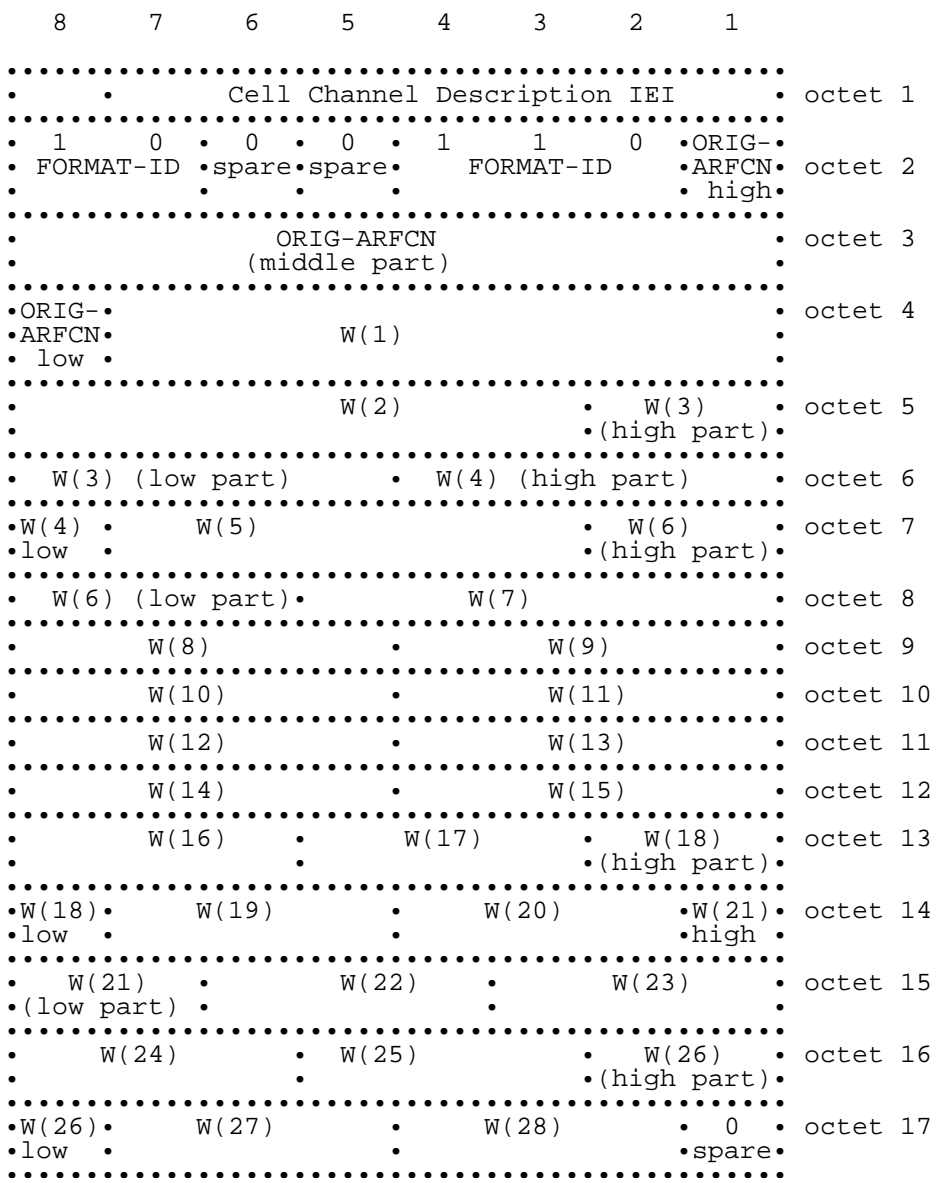 8 7 6 5 4 3 2 1
Cell Channel Description IEI octet 1
1 0 0 0 1 1 0 ORIG-
FORMAT-ID spare spare FORMAT-ID ARFCN octet 2
high
ORIG-ARFCN octet 3
(middle part)
ORIG- octet 4
ARFCN W(1)
low
W(2) W(3) octet 5
(high part)
W(3) (low part) W(4) (high part) octet 6
W(4) W(5) W(6) octet 7
low (high part)
W(6) (low part) W(7) octet 8
W(8) W(9) octet 9
W(10) W(11) octet 10
W(12) W(13) octet 11
W(14) W(15) octet 12
W(16) W(17) W(18) octet 13
(high part)
W(18) W(19) W(20) W(21) octet 14
low high
W(21) W(22) W(23) octet 15
(low part)
W(24) W(25) W(26) octet 16
(high part)
W(26) W(27) W(28) 0 octet 17
low spare